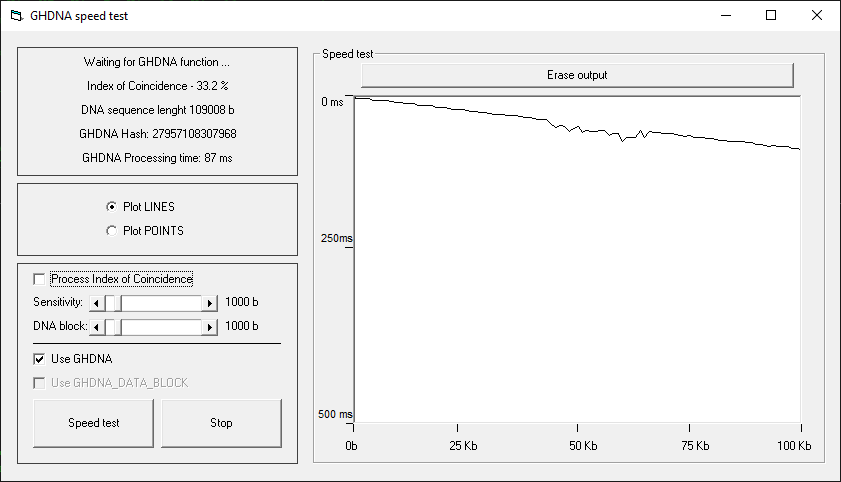 GHDNA speed test
Waiting for GHDNA function ...
Index of Coincidence - 33.2 %
DNA sequence lenght 109008 b
GHDNA Hash: 27957108307968
GHDNA Processing time: 87 ms
Plot LINES
Plot POINTS
Process Index of Coincidence
Sensitivity: 1000 b
DNA block: 1000 b
Use GHDNA
Use GHDNA_DATA_BLOCK
Speed test Stop
Speed test
Erase output
0 ms
250ms
500 ms
0b 25 Kb 50 Kb 75 Kb 100 Kb